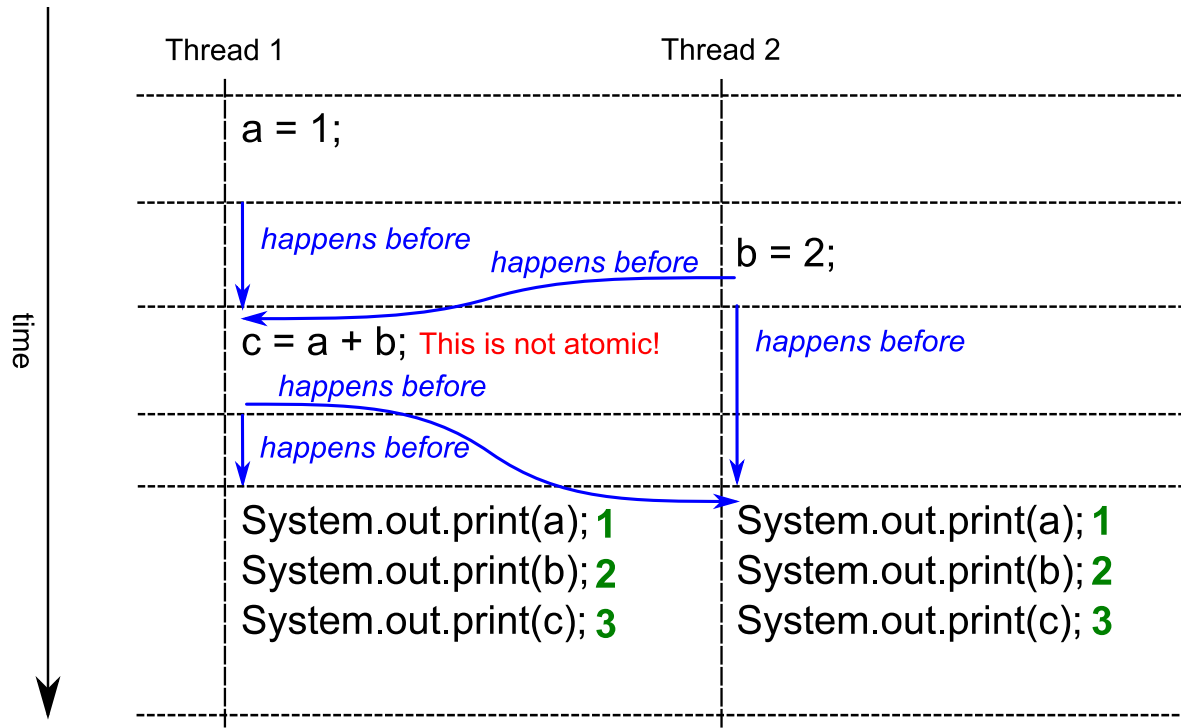 Thread 1
Thread 2
a = 1;
happens before
happens before
b = 2;
time
c = a + b; This is not atomic!
happens before
happens before
happens before
System.out.print(a); 1
System.out.print(a); 1
System.out.print(b); 2
System.out.print(b); 2
System.out.print(c); 3
System.out.print(c); 3